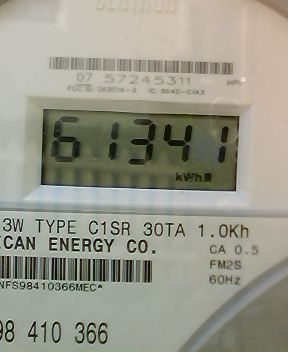 07 57245311
61341
kWh
3W TYPE C1SR 30TA 1.0Kh
ICAN ENERGY CO.
CA 0.5
FM2S
60Hz
NFS98410366MEC*
98 410 366